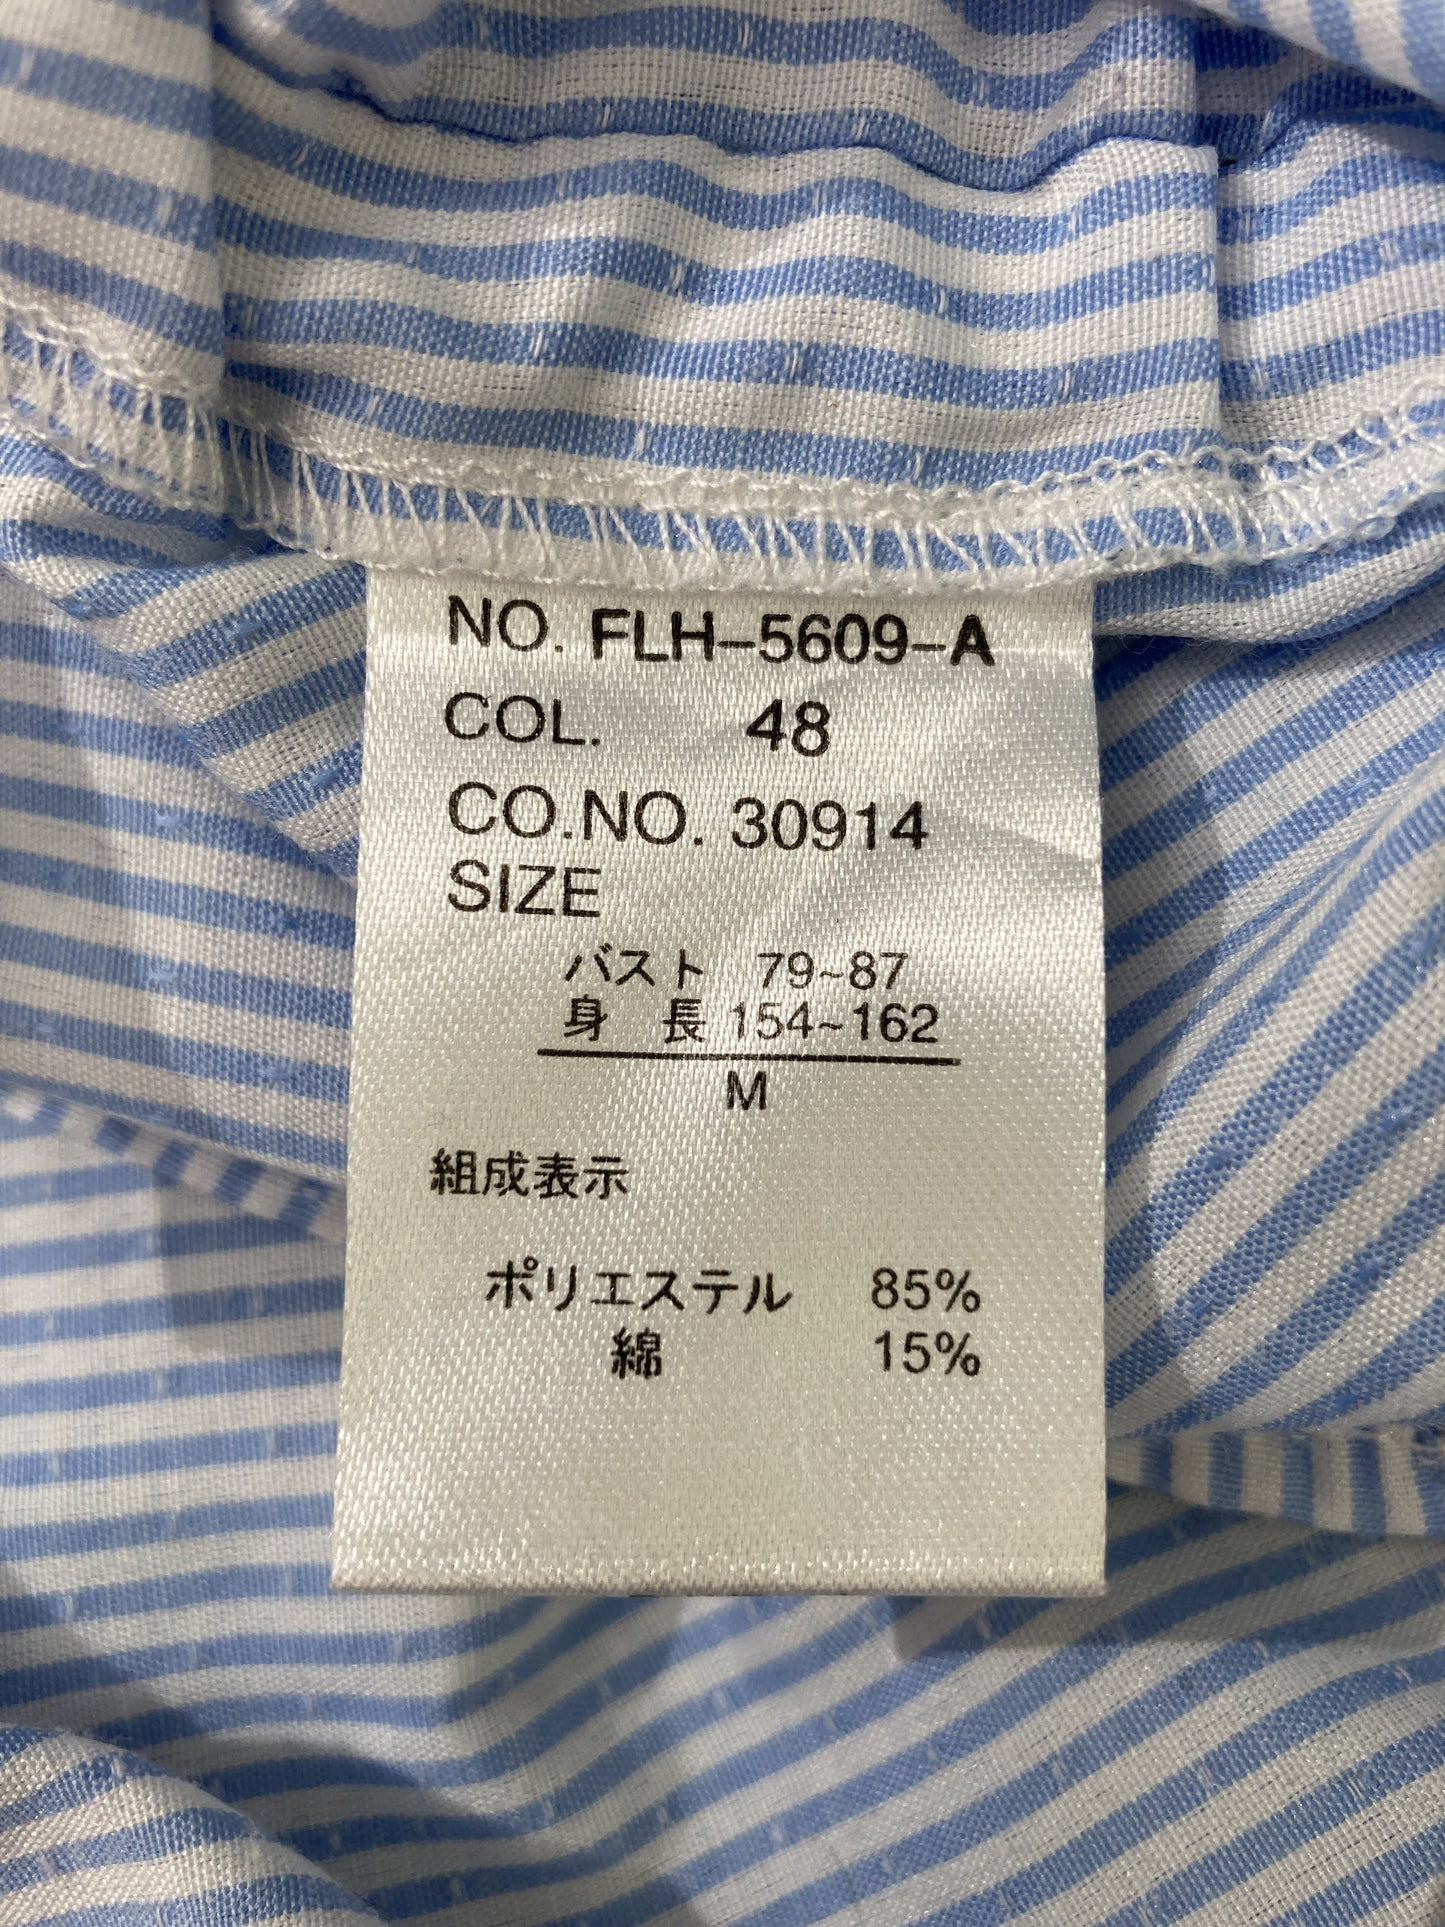 NO. FLH-5609-A
COL. 48
CO.NO. 30914
SIZE
バスト 79~87
身 長 154~162
M
組成表示
ポリエステル 85%
綿 15%